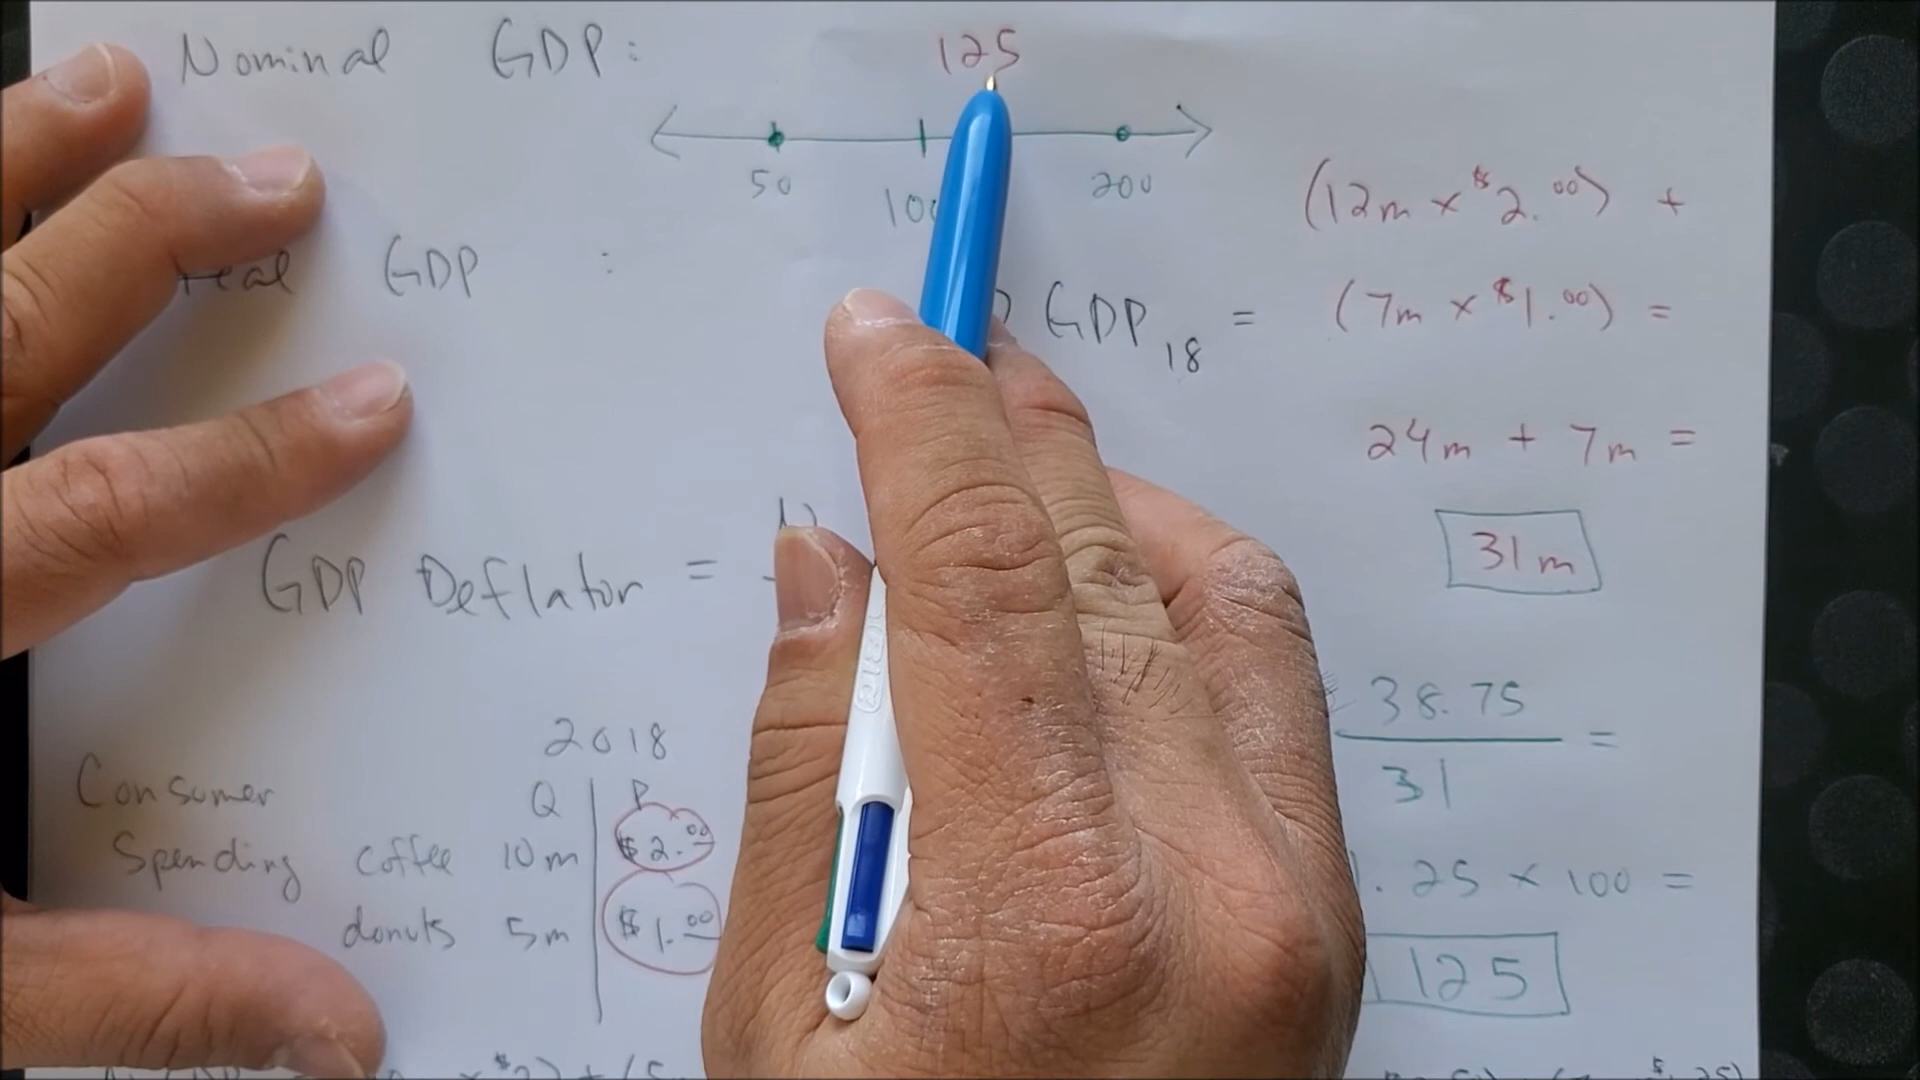 Nominal GDP: 125
50 100 200
(12m x $2.00) +
Real GDP :
GDP18 = (7m x $1.00) =
24m + 7m =
31m
GDP Deflator =
38.75
31 =
2018
Consumer Q P
Spending coffee 10m $2.00
1.25 x 100 =
donuts 5m $1.00
125